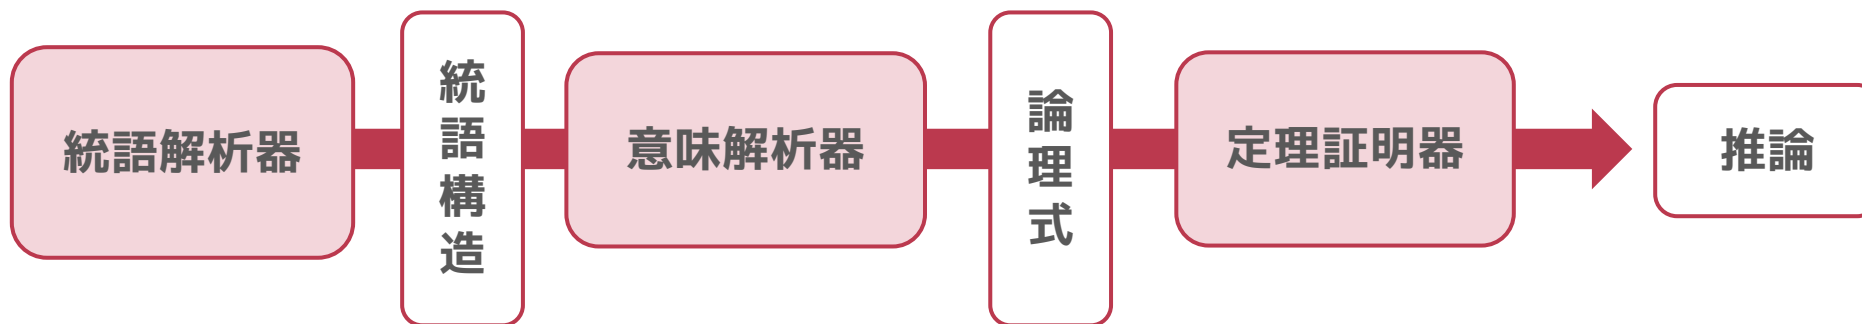 統語解析器
統語構造
意味解析器
論理式
定理証明器
推論